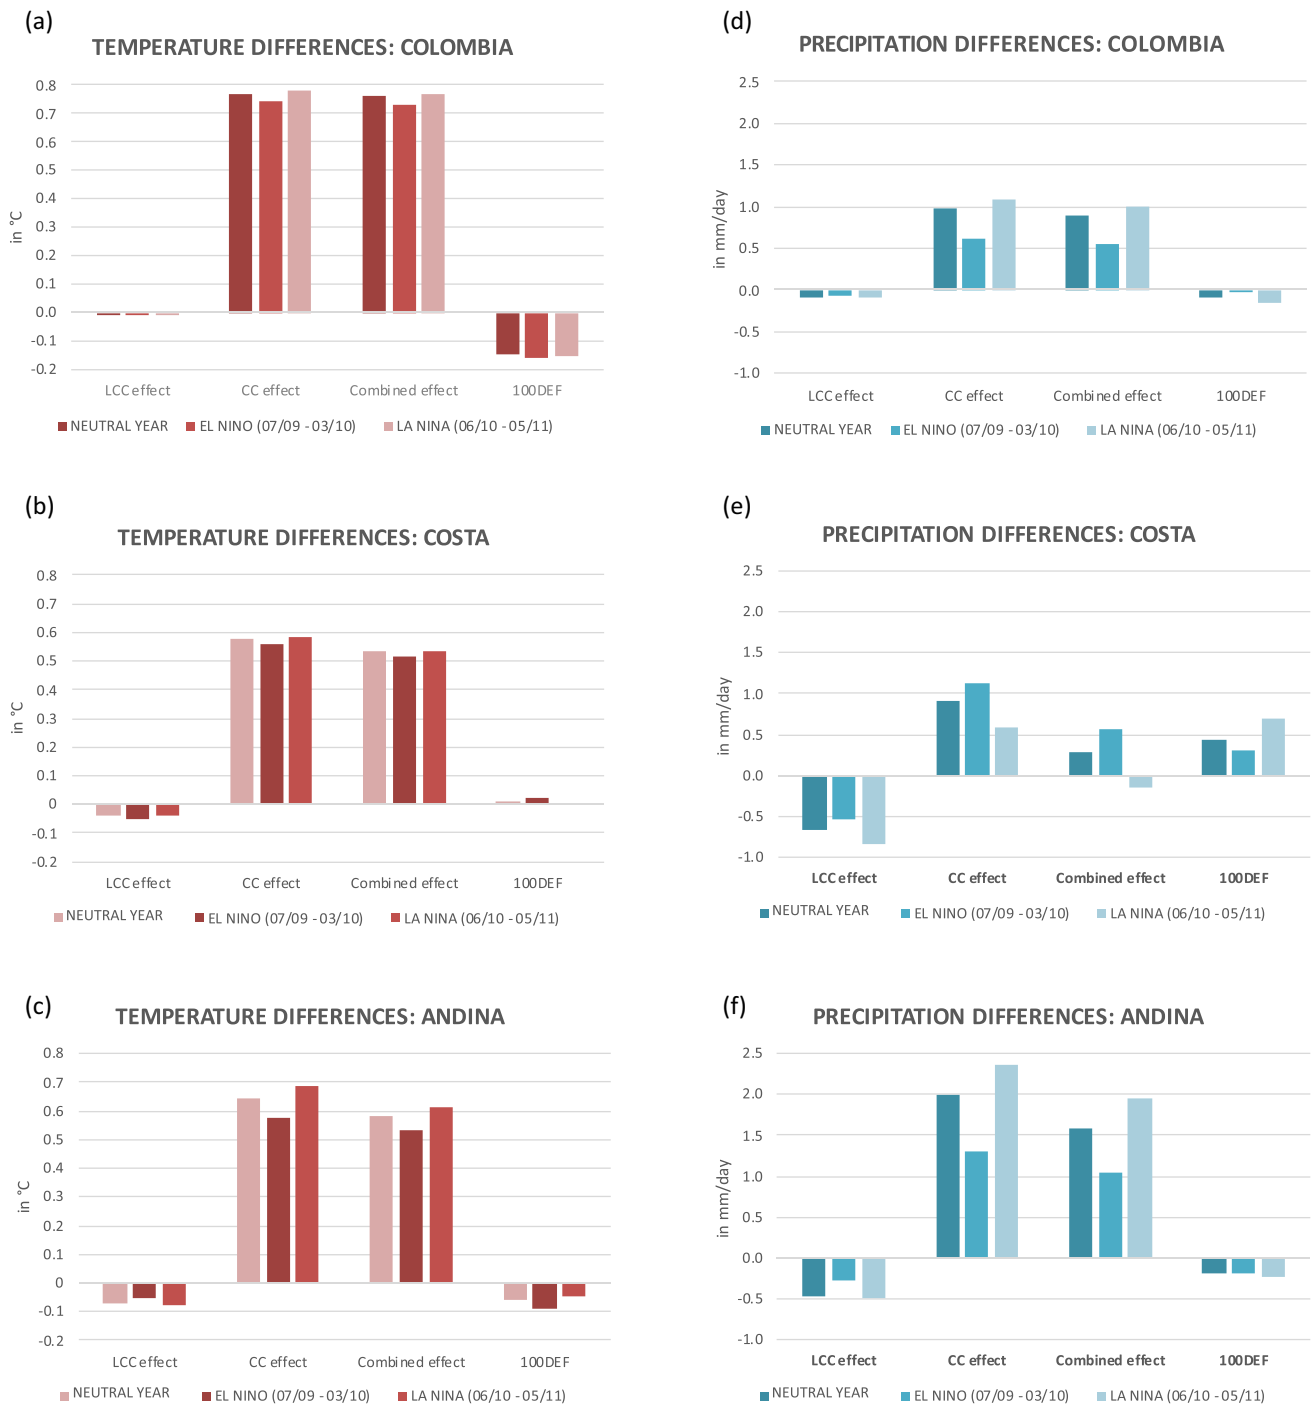 (a)
TEMPERATURE DIFFERENCES: COLOMBIA
0.8
0.7
0.6
0.5
0.4
0.3
0.2
0.1
0.0
-0.1
-0.2
in °C
LCC effect CC effect Combined effect 100DEF
NEUTRAL YEAR EL NINO (07/09 - 03/10) LA NINA (06/10 - 05/11)
(d)
PRECIPITATION DIFFERENCES: COLOMBIA
2.5
2.0
1.5
1.0
0.5
0.0
-0.5
-1.0
in mm/day
LCC effect CC effect Combined effect 100DEF
NEUTRAL YEAR EL NINO (07/09 - 03/10) LA NINA (06/10 - 05/11)
(b)
TEMPERATURE DIFFERENCES: COSTA
0.8
0.7
0.6
0.5
0.4
0.3
0.2
0.1
0
-0.1
-0.2
in °C
LCC effect CC effect Combined effect 100DEF
NEUTRAL YEAR EL NINO (07/09 - 03/10) LA NINA (06/10 - 05/11)
(e)
PRECIPITATION DIFFERENCES: COSTA
2.5
2.0
1.5
1.0
0.5
0.0
-0.5
-1.0
in mm/day
LCC effect CC effect Combined effect 100DEF
NEUTRAL YEAR EL NINO (07/09 - 03/10) LA NINA (06/10 - 05/11)
(c)
TEMPERATURE DIFFERENCES: ANDINA
0.8
0.7
0.6
0.5
0.4
0.3
0.2
0.1
0
-0.1
-0.2
in °C
LCC effect CC effect Combined effect 100DEF
NEUTRAL YEAR EL NINO (07/09 - 03/10) LA NINA (06/10 - 05/11)
(f)
PRECIPITATION DIFFERENCES: ANDINA
2.5
2.0
1.5
1.0
0.5
0.0
-0.5
-1.0
in mm/day
LCC effect CC effect Combined effect 100DEF
NEUTRAL YEAR EL NINO (07/09 - 03/10) LA NINA (06/10 - 05/11)